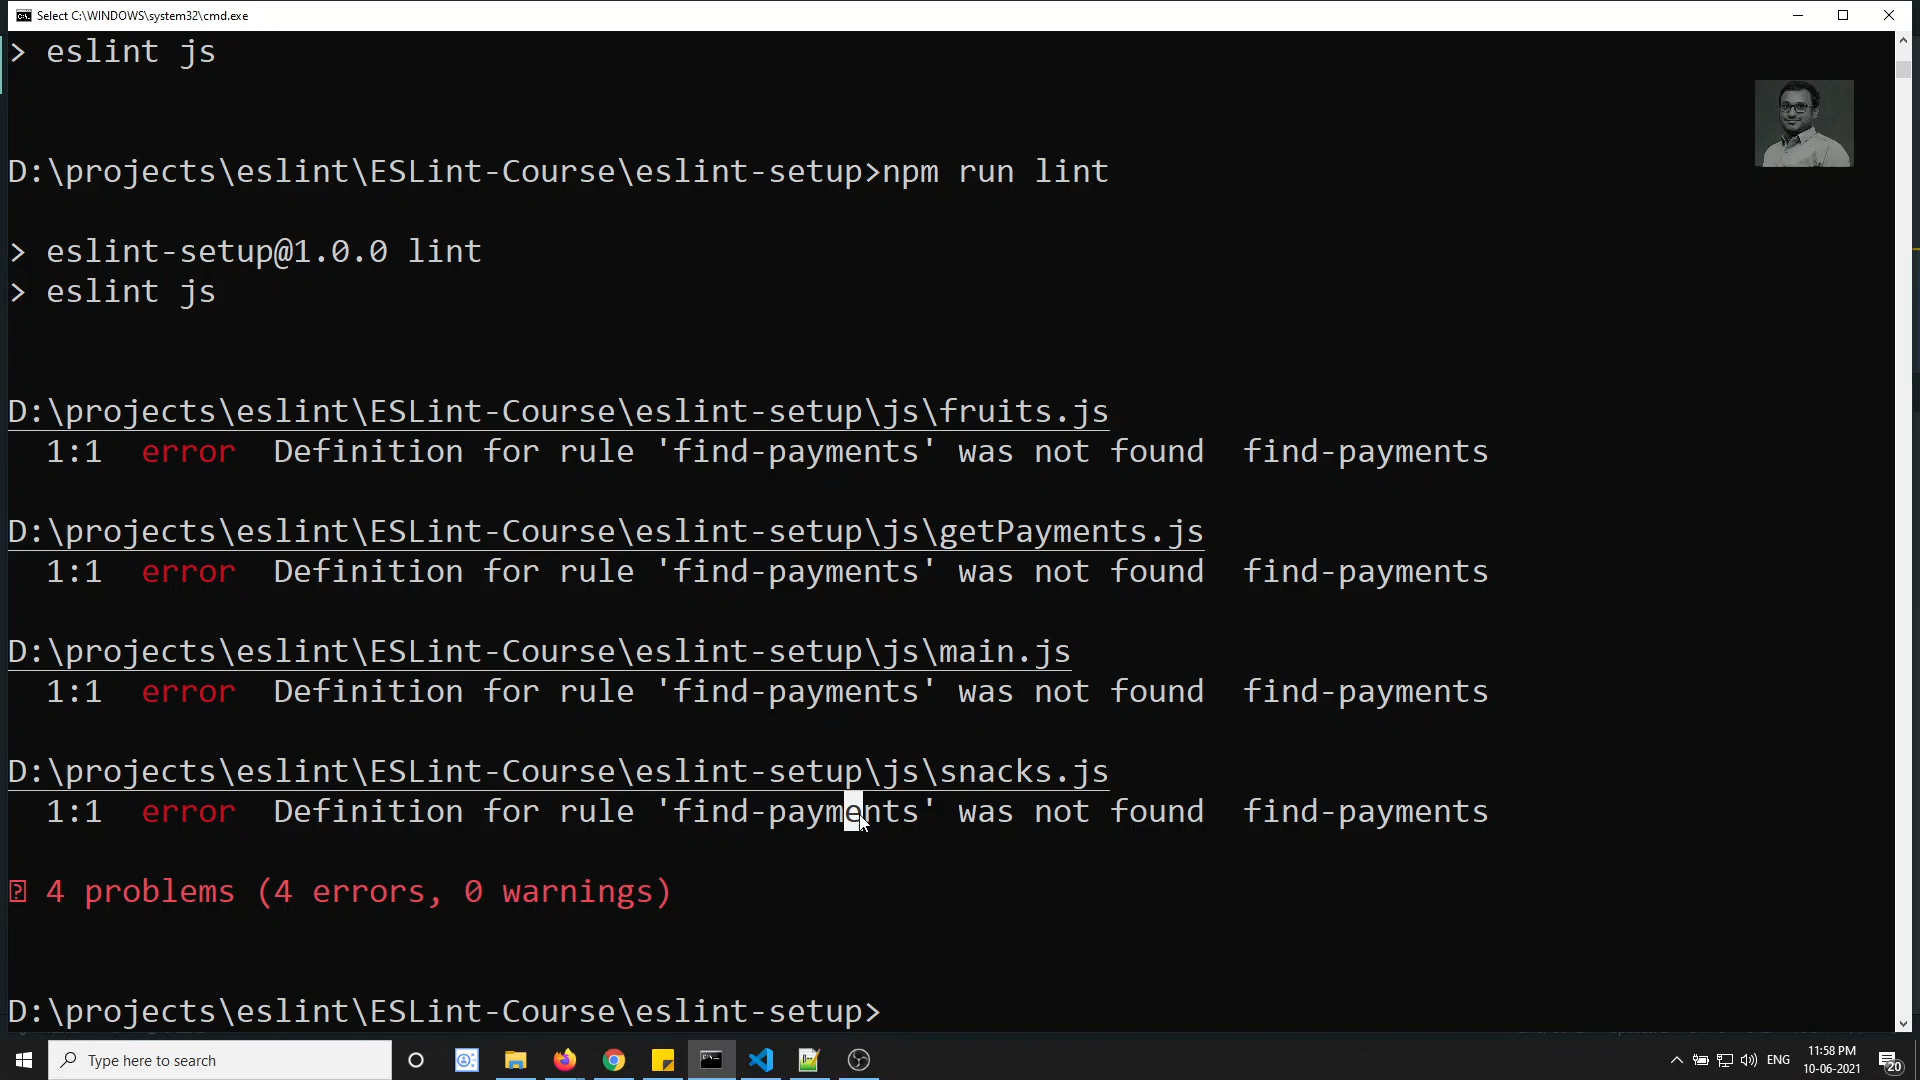 Select C:\WINDOWS\system32\cmd.exe
> eslint js
D:\projects\eslint\ESLint-Course\eslint-setup>npm run lint
> eslint-setup@1.0.0 lint
> eslint js
D:\projects\eslint\ESLint-Course\eslint-setup\js\fruits.js
1:1 error Definition for rule 'find-payments' was not found find-payments
D:\projects\eslint\ESLint-Course\eslint-setup\js\getPayments.js
1:1 error Definition for rule 'find-payments' was not found find-payments
D:\projects\eslint\ESLint-Course\eslint-setup\js\main.js
1:1 error Definition for rule 'find-payments' was not found find-payments
D:\projects\eslint\ESLint-Course\eslint-setup\js\snacks.js
1:1 error Definition for rule 'find-payments' was not found find-payments
4 problems (4 errors, 0 warnings)
D:\projects\eslint\ESLint-Course\eslint-setup>
Type here to search
ENG
11:58 PM
10-06-2021
20